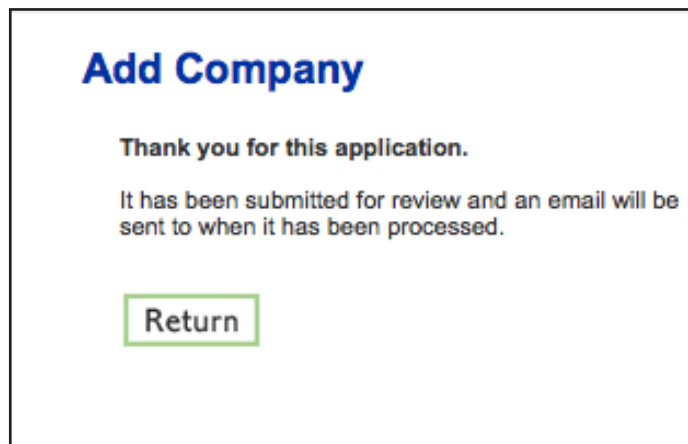 Add Company
Thank you for this application.
It has been submitted for review and an email will be
sent to when it has been processed.
Return